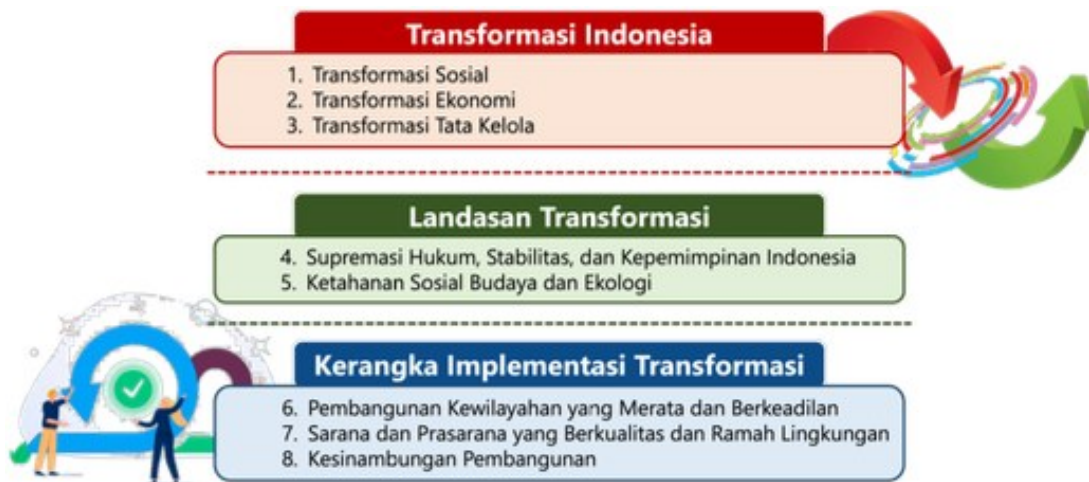 Transformasi Indonesia
1. Transformasi Sosial
2. Transformasi Ekonomi
3. Transformasi Tata Kelola
Landasan Transformasi
4. Supremasi Hukum, Stabilitas, dan Kepemimpinan Indonesia
5. Ketahanan Sosial Budaya dan Ekologi
Kerangka Implementasi Transformasi
6. Pembangunan Kewilayahan yang Merata dan Berkeadilan
7. Sarana dan Prasarana yang Berkualitas dan Ramah Lingkungan
8. Kesinambungan Pembangunan